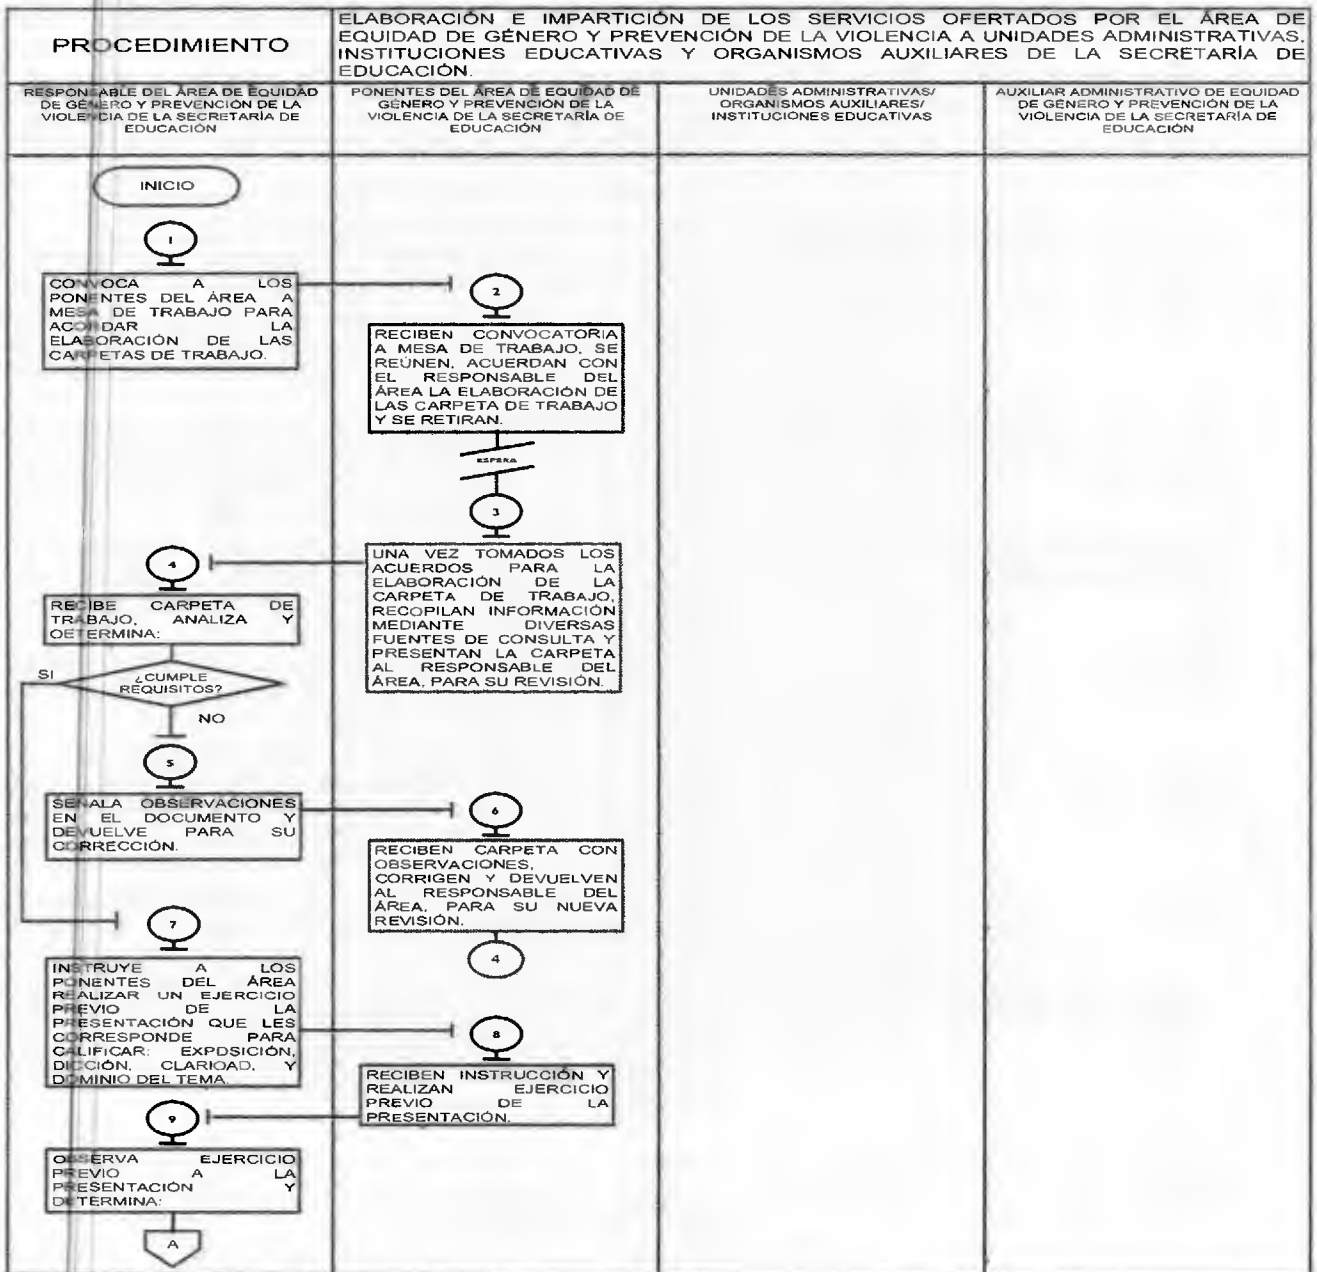 PROCEDIMIENTO
ELABORACIÓN E IMPARTICIÓN DE LOS SERVICIOS OFERTADOS POR EL ÁREA DE
EQUIDAD DE GÉNERO Y PREVENCIÓN DE LA VIOLENCIA A UNIDADES ADMINISTRATIVAS,
INSTITUCIONES EDUCATIVAS Y ORGANISMOS AUXILIARES DE LA SECRETARÍA DE
EDUCACIÓN.
RESPONSABLE DEL ÁREA DE EQUIDAD
DE GÉNERO Y PREVENCIÓN DE LA
VIOLENCIA DE LA SECRETARÍA DE
EDUCACIÓN
PONENTES DEL ÁREA DE EQUIDAD DE
GÉNERO Y PREVENCIÓN DE LA
VIOLENCIA DE LA SECRETARÍA DE
EDUCACIÓN
UNIDADES ADMINISTRATIVAS/
ORGANISMOS AUXILIARES/
INSTITUCIONES EDUCATIVAS
AUXILIAR ADMINISTRATIVO DE EQUIDAD
DE GÉNERO Y PREVENCIÓN DE LA
VIOLENCIA DE LA SECRETARÍA DE
EDUCACIÓN
INICIO
1
CONVOCA A LOS
PONENTES DEL ÁREA A
MESA DE TRABAJO PARA
ACORDAR LA
ELABORACIÓN DE LAS
CARPETAS DE TRABAJO.
2
RECIBEN CONVOCATORIA
A MESA DE TRABAJO, SE
REÚNEN, ACUERDAN CON
EL RESPONSABLE DEL
ÁREA LA ELABORACIÓN DE
LAS CARPETA DE TRABAJO
Y SE RETIRAN.
ESPERA
3
UNA VEZ TOMADOS LOS
ACUERDOS PARA LA
ELABORACIÓN DE LA
CARPETA DE TRABAJO,
RECOPILAN INFORMACIÓN
MEDIANTE DIVERSAS
FUENTES DE CONSULTA Y
PRESENTAN LA CARPETA
AL RESPONSABLE DEL
ÁREA, PARA SU REVISIÓN.
4
RECIBE CARPETA DE
TRABAJO, ANALIZA Y
DETERMINA:
SI
¿CUMPLE
REQUISITOS?
NO
5
SEÑALA OBSERVACIONES
EN EL DOCUMENTO Y
DEVUELVE PARA SU
CORRECCIÓN.
6
RECIBEN CARPETA CON
OBSERVACIONES,
CORRIGEN Y DEVUELVEN
AL RESPONSABLE DEL
ÁREA, PARA SU NUEVA
REVISIÓN.
4
7
INSTRUYE A LOS
PONENTES DEL ÁREA
REALIZAR UN EJERCICIO
PREVIO DE LA
PRESENTACIÓN QUE LES
CORRESPONDE PARA
CALIFICAR: EXPOSICIÓN,
DICCIÓN, CLARIDAD, Y
DOMINIO DEL TEMA.
8
RECIBEN INSTRUCCIÓN Y
REALIZAN EJERCICIO
PREVIO DE LA
PRESENTACIÓN.
9
OBSERVA EJERCICIO
PREVIO A LA
PRESENTACIÓN Y
DETERMINA:
A